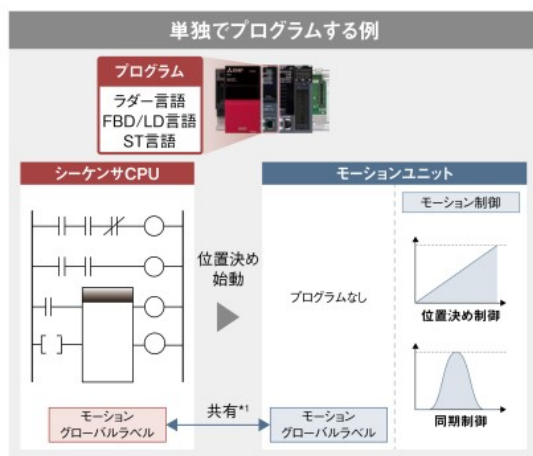 単独でプログラムする例
プログラム
ラダー言語
FBD/LD言語
ST言語
シーケンサCPU
モーションユニット
モーション制御
位置決め
始動
プログラムなし
位置決め制御
同期制御
モーション
グローバルラベル
共有*1
モーション
グローバルラベル